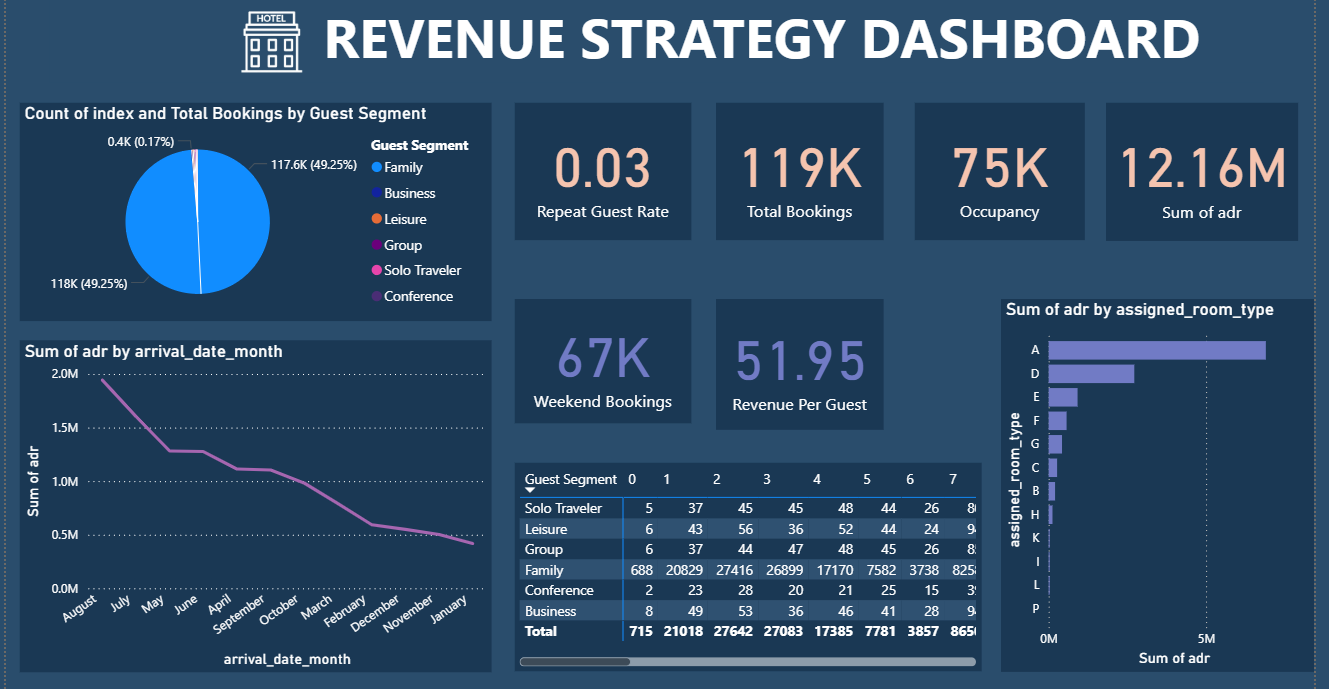 HOTEL
REVENUE STRATEGY DASHBOARD
Count of index and Total Bookings by Guest Segment
0.4K (0.17%)
117.6K (49.25%)
118K (49.25%)
Guest Segment
Family
Business
Leisure
Group
Solo Traveler
Conference
0.03
Repeat Guest Rate
119K
Total Bookings
75K
Occupancy
12.16M
Sum of adr
67K
Weekend Bookings
51.95
Revenue Per Guest
Sum of adr by arrival_date_month
Sum of adr
2.0M
1.5M
1.0M
0.5M
0.0M
August July May June April September October March February December November January
arrival_date_month
Guest Segment 0 1 2 3 4 5 6 7
Solo Traveler 5 37 45 45 48 44 26
Leisure 6 43 56 36 52 44 24
Group 6 37 44 47 48 45 26
Family 688 20829 27416 26899 17170 7582 3738
Conference 2 23 28 20 21 25 15
Business 8 49 53 36 46 41 28
Total 715 21018 27642 27083 17385 7781 3857
Sum of adr by assigned_room_type
assigned_room_type
A
D
E
F
G
C
B
H
K
I
L
P
0M 5M
Sum of adr